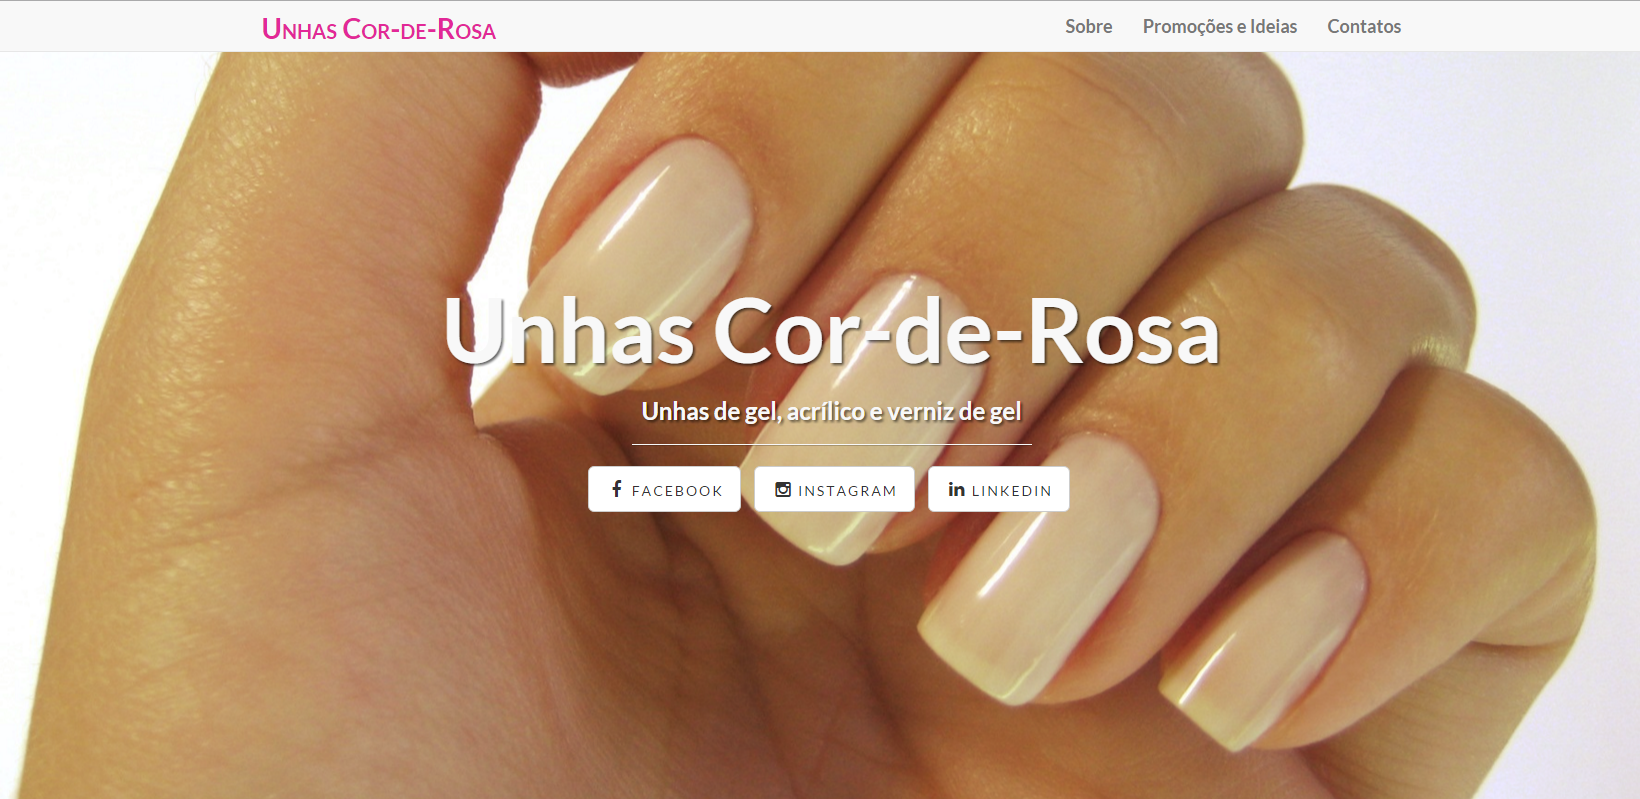 Unhas Cor-de-Rosa
Sobre Promoções e Ideias Contatos
Unhas Cor-de-Rosa
Unhas de gel, acrílico e verniz de gel
FACEBOOK INSTAGRAM LINKEDIN